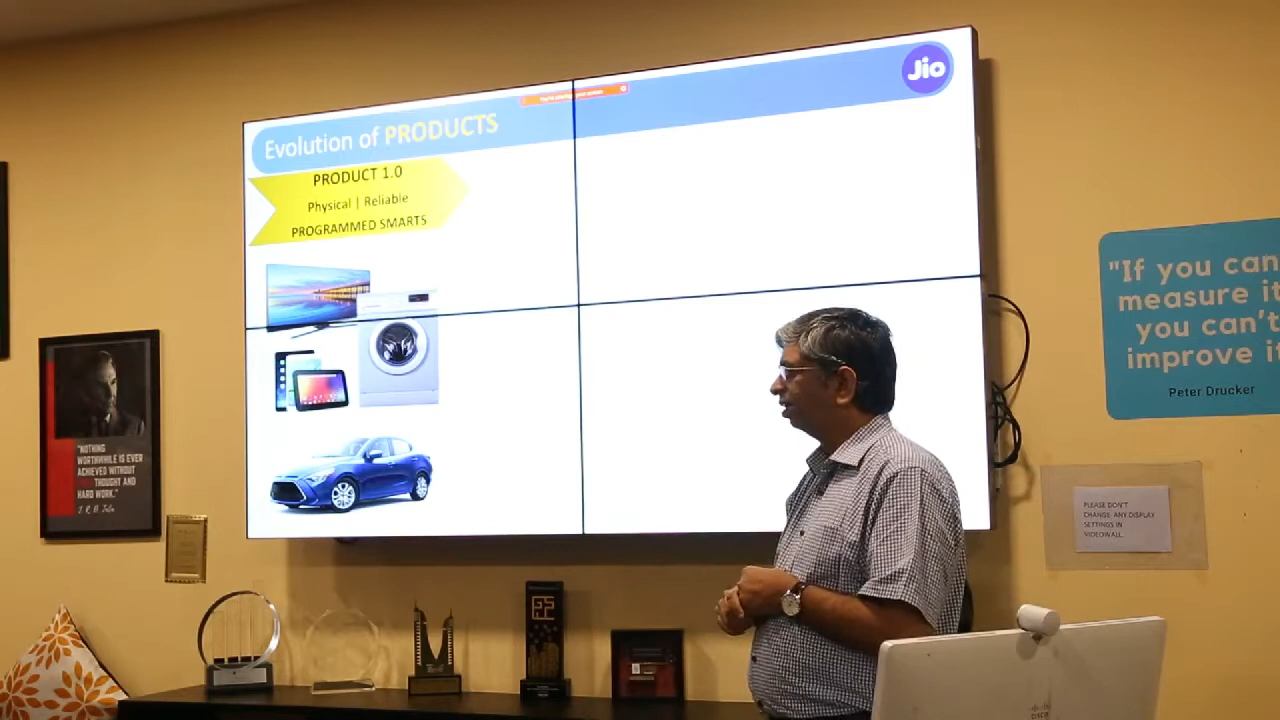 Jio
Evolution of PRODUCTS
PRODUCT 1.0
Physical | Reliable
PROGRAMMED SMARTS
"If you can
measure it
you can't
improve it
Peter Drucker
"NOTHING
WORTHWHILE IS EVER
ACHIEVED WITHOUT
THOUGHT AND
HARD WORK."
J. R. D. Tata
PLEASE DON'T
CHANGE ANY DISPLAY
SETTINGS IN
VIDEOWALL.
CISCO